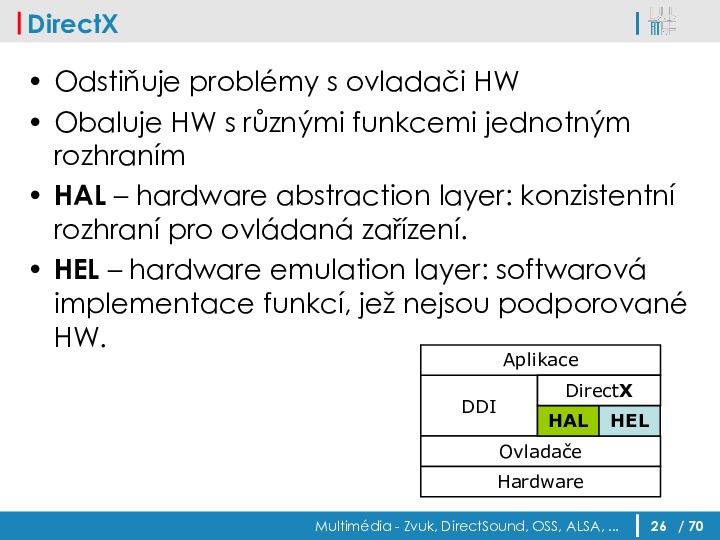 DirectX
• Odstiňuje problémy s ovladači HW
• Obaluje HW s různými funkcemi jednotným
rozhraním
• HAL – hardware abstraction layer: konzistentní
rozhraní pro ovládaná zařízení.
• HEL – hardware emulation layer: softwarová
implementace funkcí, jež nejsou podporované
HW.
Aplikace
DDI
DirectX
HAL HEL
Ovladače
Hardware
Multimédia - Zvuk, DirectSound, OSS, ALSA, ... 26 / 70